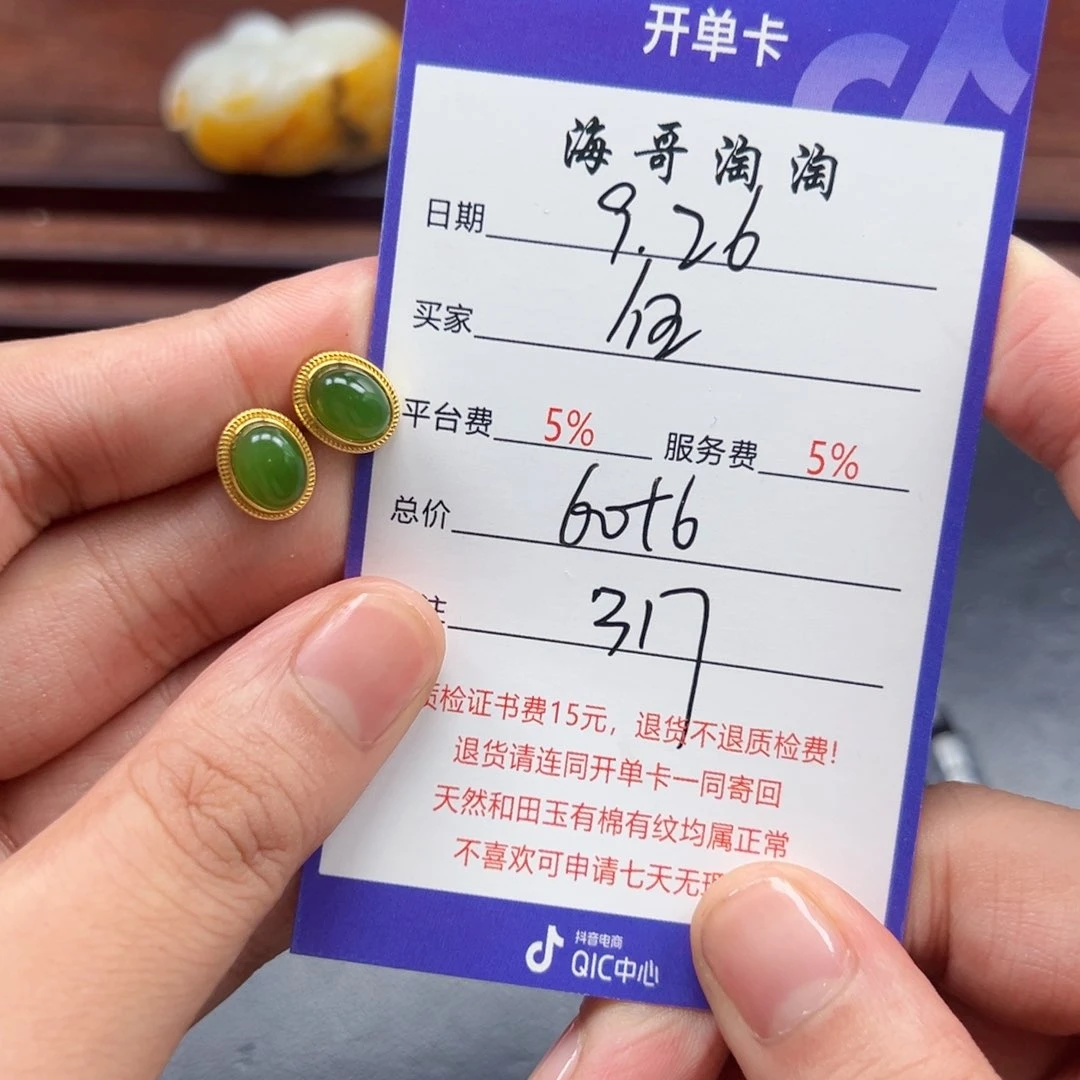 开单卡
海哥淘淘
日期 9.26
买家
平台费 5% 服务费 5%
总价 60+6
注 317
质检证书费15元，退货不退质检费!
退货请连同开单卡一同寄回
天然和田玉有棉有纹均属正常
不喜欢可申请七天无理
抖音电商
QIC中心